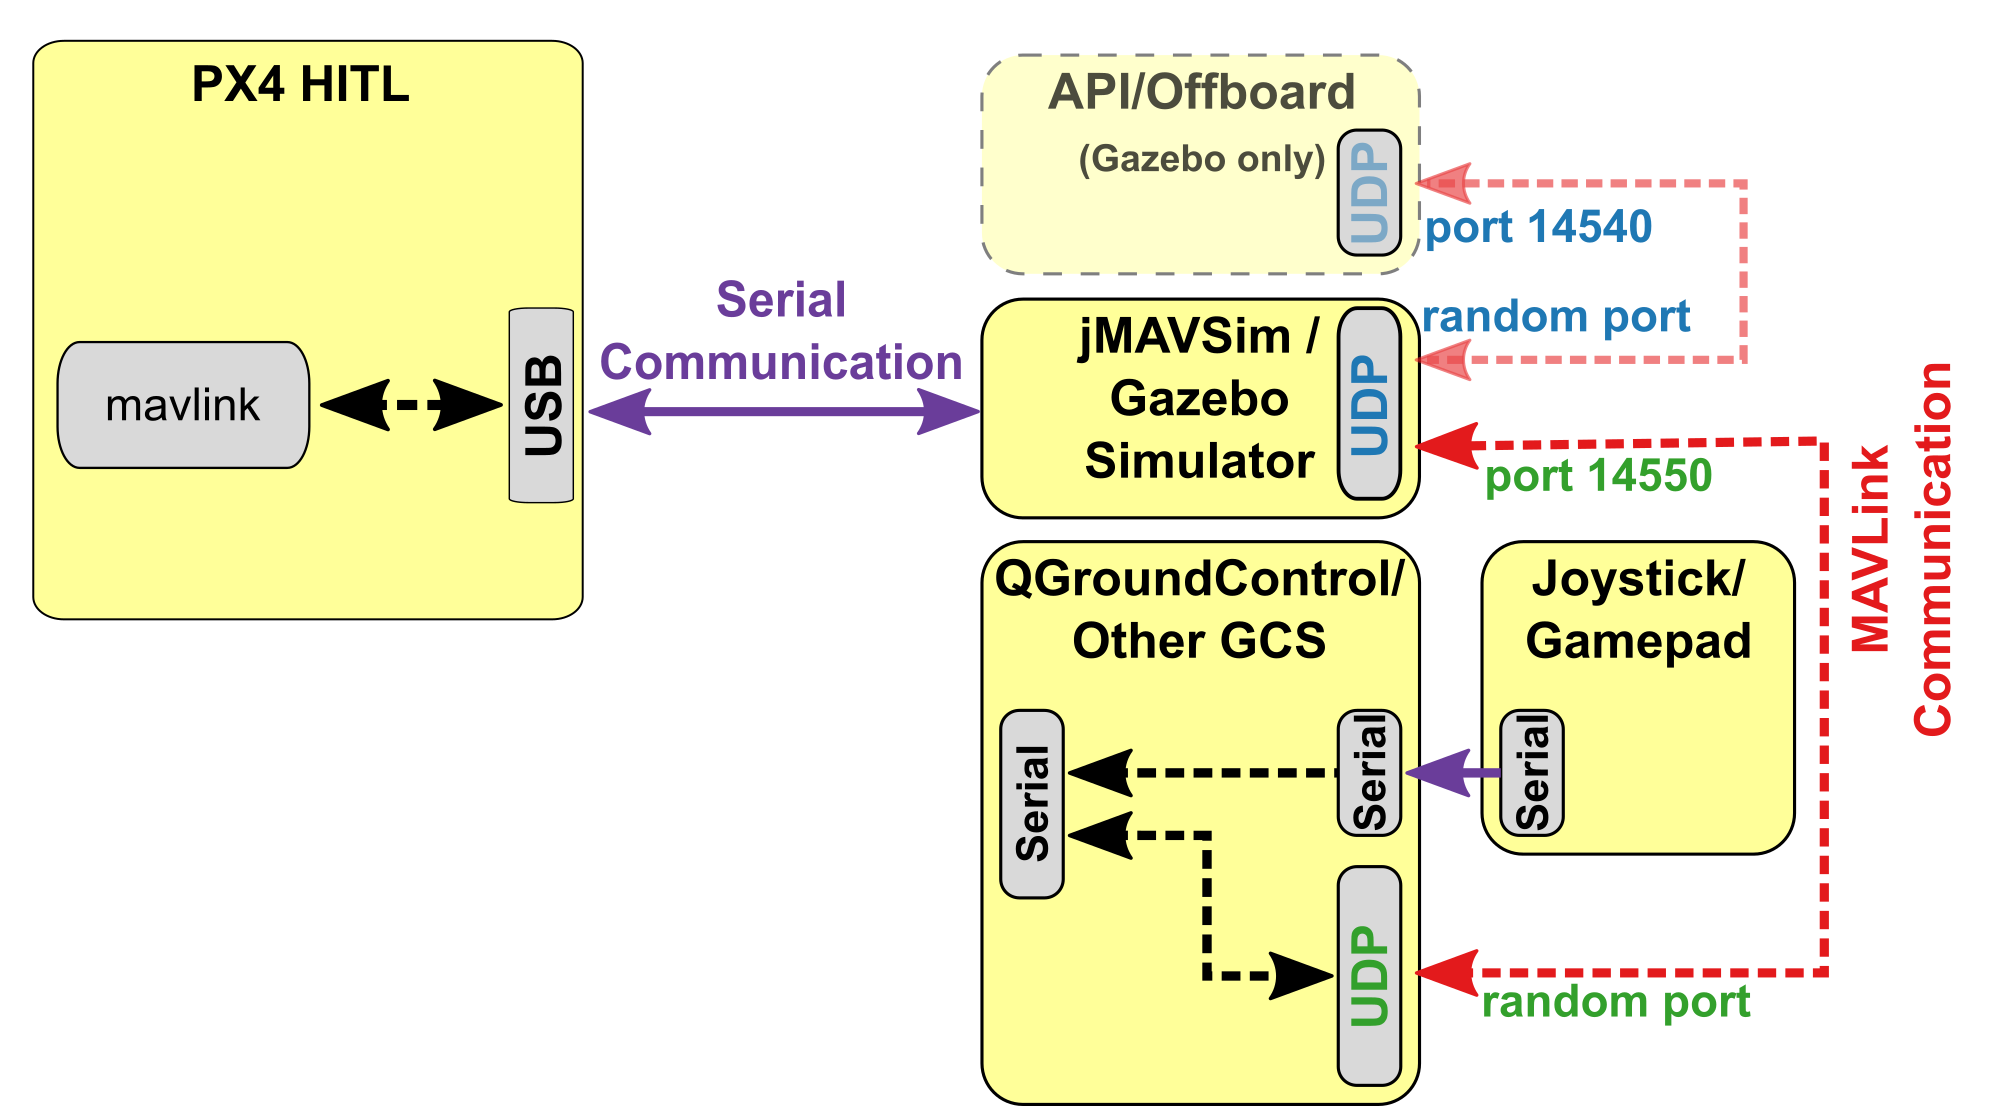 PX4 HITL
mavlink
USB
Serial
Communication
API/Offboard
(Gazebo only)
UDP
port 14540
random port
jMAVSim /
Gazebo
Simulator
UDP
port 14550
MAVLink
Communication
QGroundControl/
Other GCS
Serial
Serial
UDP
Joystick/
Gamepad
Serial
random port